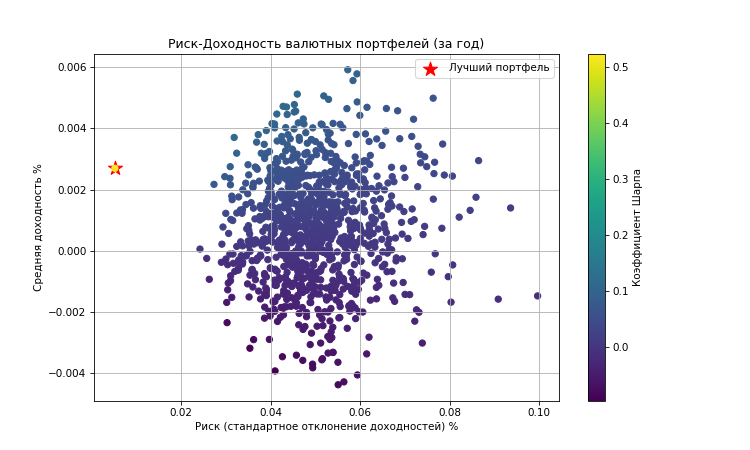 Риск-Доходность валютных портфелей (за год)
Лучший портфель
0.006
0.004
0.002
0.000
−0.002
−0.004
Средняя доходность %
0.02 0.04 0.06 0.08 0.10
Риск (стандартное отклонение доходностей) %
0.5
0.4
0.3
0.2
0.1
0.0
Коэффициент Шарпа